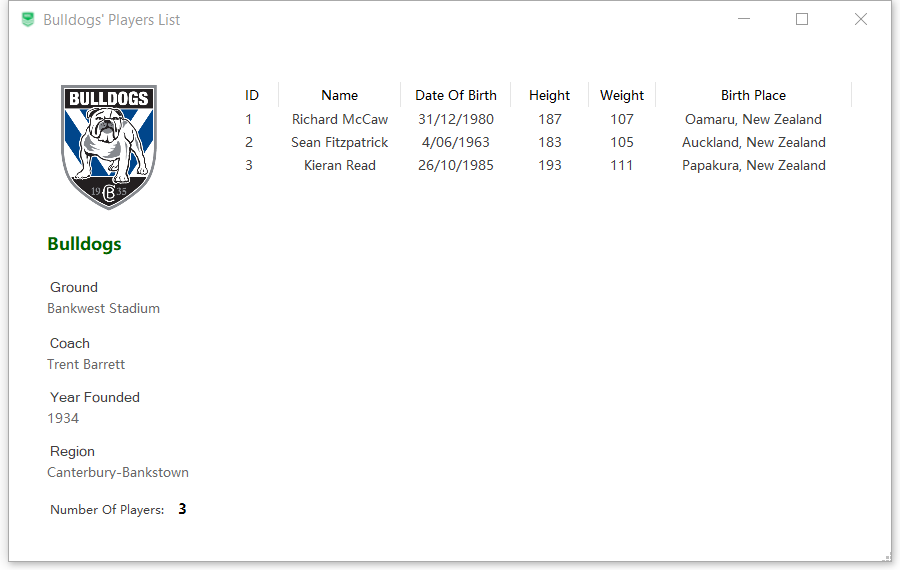 Bulldogs' Players List
BULLDOGS
19 CB 35
Bulldogs
Ground
Bankwest Stadium
Coach
Trent Barrett
Year Founded
1934
Region
Canterbury-Bankstown
Number Of Players: 3
ID Name Date Of Birth Height Weight Birth Place
1 Richard McCaw 31/12/1980 187 107 Oamaru, New Zealand
2 Sean Fitzpatrick 4/06/1963 183 105 Auckland, New Zealand
3 Kieran Read 26/10/1985 193 111 Papakura, New Zealand